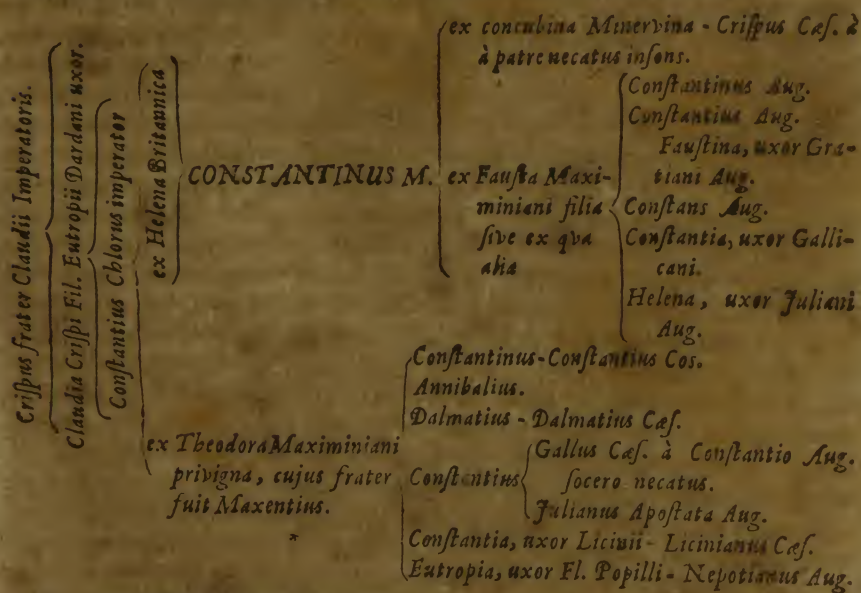 Crispus frater Claudii Imperatoris.
Claudia Crispi Fil. Eutropii Dardani uxor.
Constantius Chlorus imperator
ex Helena Britannica
CONSTANTINUS M.
ex concubina Minervina - Crispus Cæs. à
à patre necatus insons.
ex Fausta Maxi-
miniani filia
sive ex qva
alia
Constantinus Aug.
Constantius Aug.
Faustina, uxor Gra-
tiani Aug.
Constans Aug.
Constantia, uxor Galli-
cani.
Helena, uxor Juliani
Aug.
ex Theodora Maximiniani
privigna, cujus frater
fuit Maxentius.
*
Constantinus-Constantius Cos.
Annibalius.
Dalmatius - Dalmatius Cæs.
Constantius
Gallus Cæs. à Constantio Aug.
socero necatus.
Julianus Apostata Aug.
Constantia, uxor Licinii - Licinianus Cæs.
Eutropia, uxor Fl. Popilli - Nepotianus Aug.